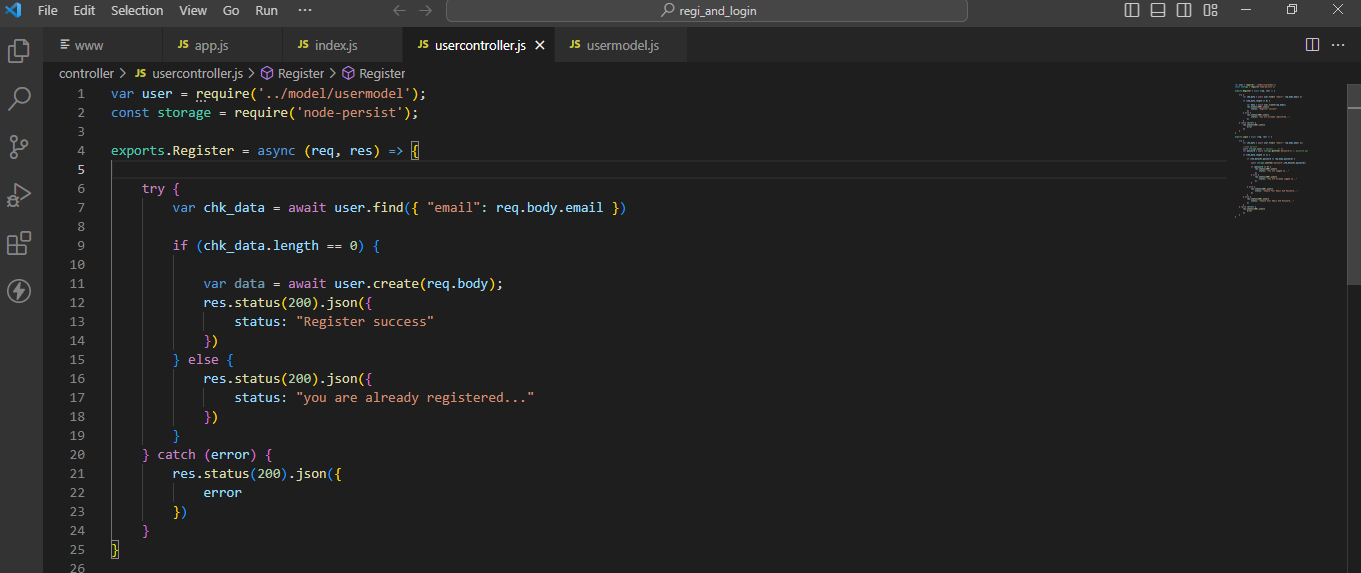 File Edit Selection View Go Run ··· regi_and_login
www JS app.js JS index.js JS usercontroller.js JS usermodel.js
controller > JS usercontroller.js > Register > Register
1 var user = require('../model/usermodel');
2 const storage = require('node-persist');
3
4 exports.Register = async (req, res) => {
5
6 try {
7 var chk_data = await user.find({ "email": req.body.email })
8
9 if (chk_data.length == 0) {
10
11 var data = await user.create(req.body);
12 res.status(200).json({
13 status: "Register success"
14 })
15 } else {
16 res.status(200).json({
17 status: "you are already registered..."
18 })
19 }
20 } catch (error) {
21 res.status(200).json({
22 error
23 })
24 }
25 }
26